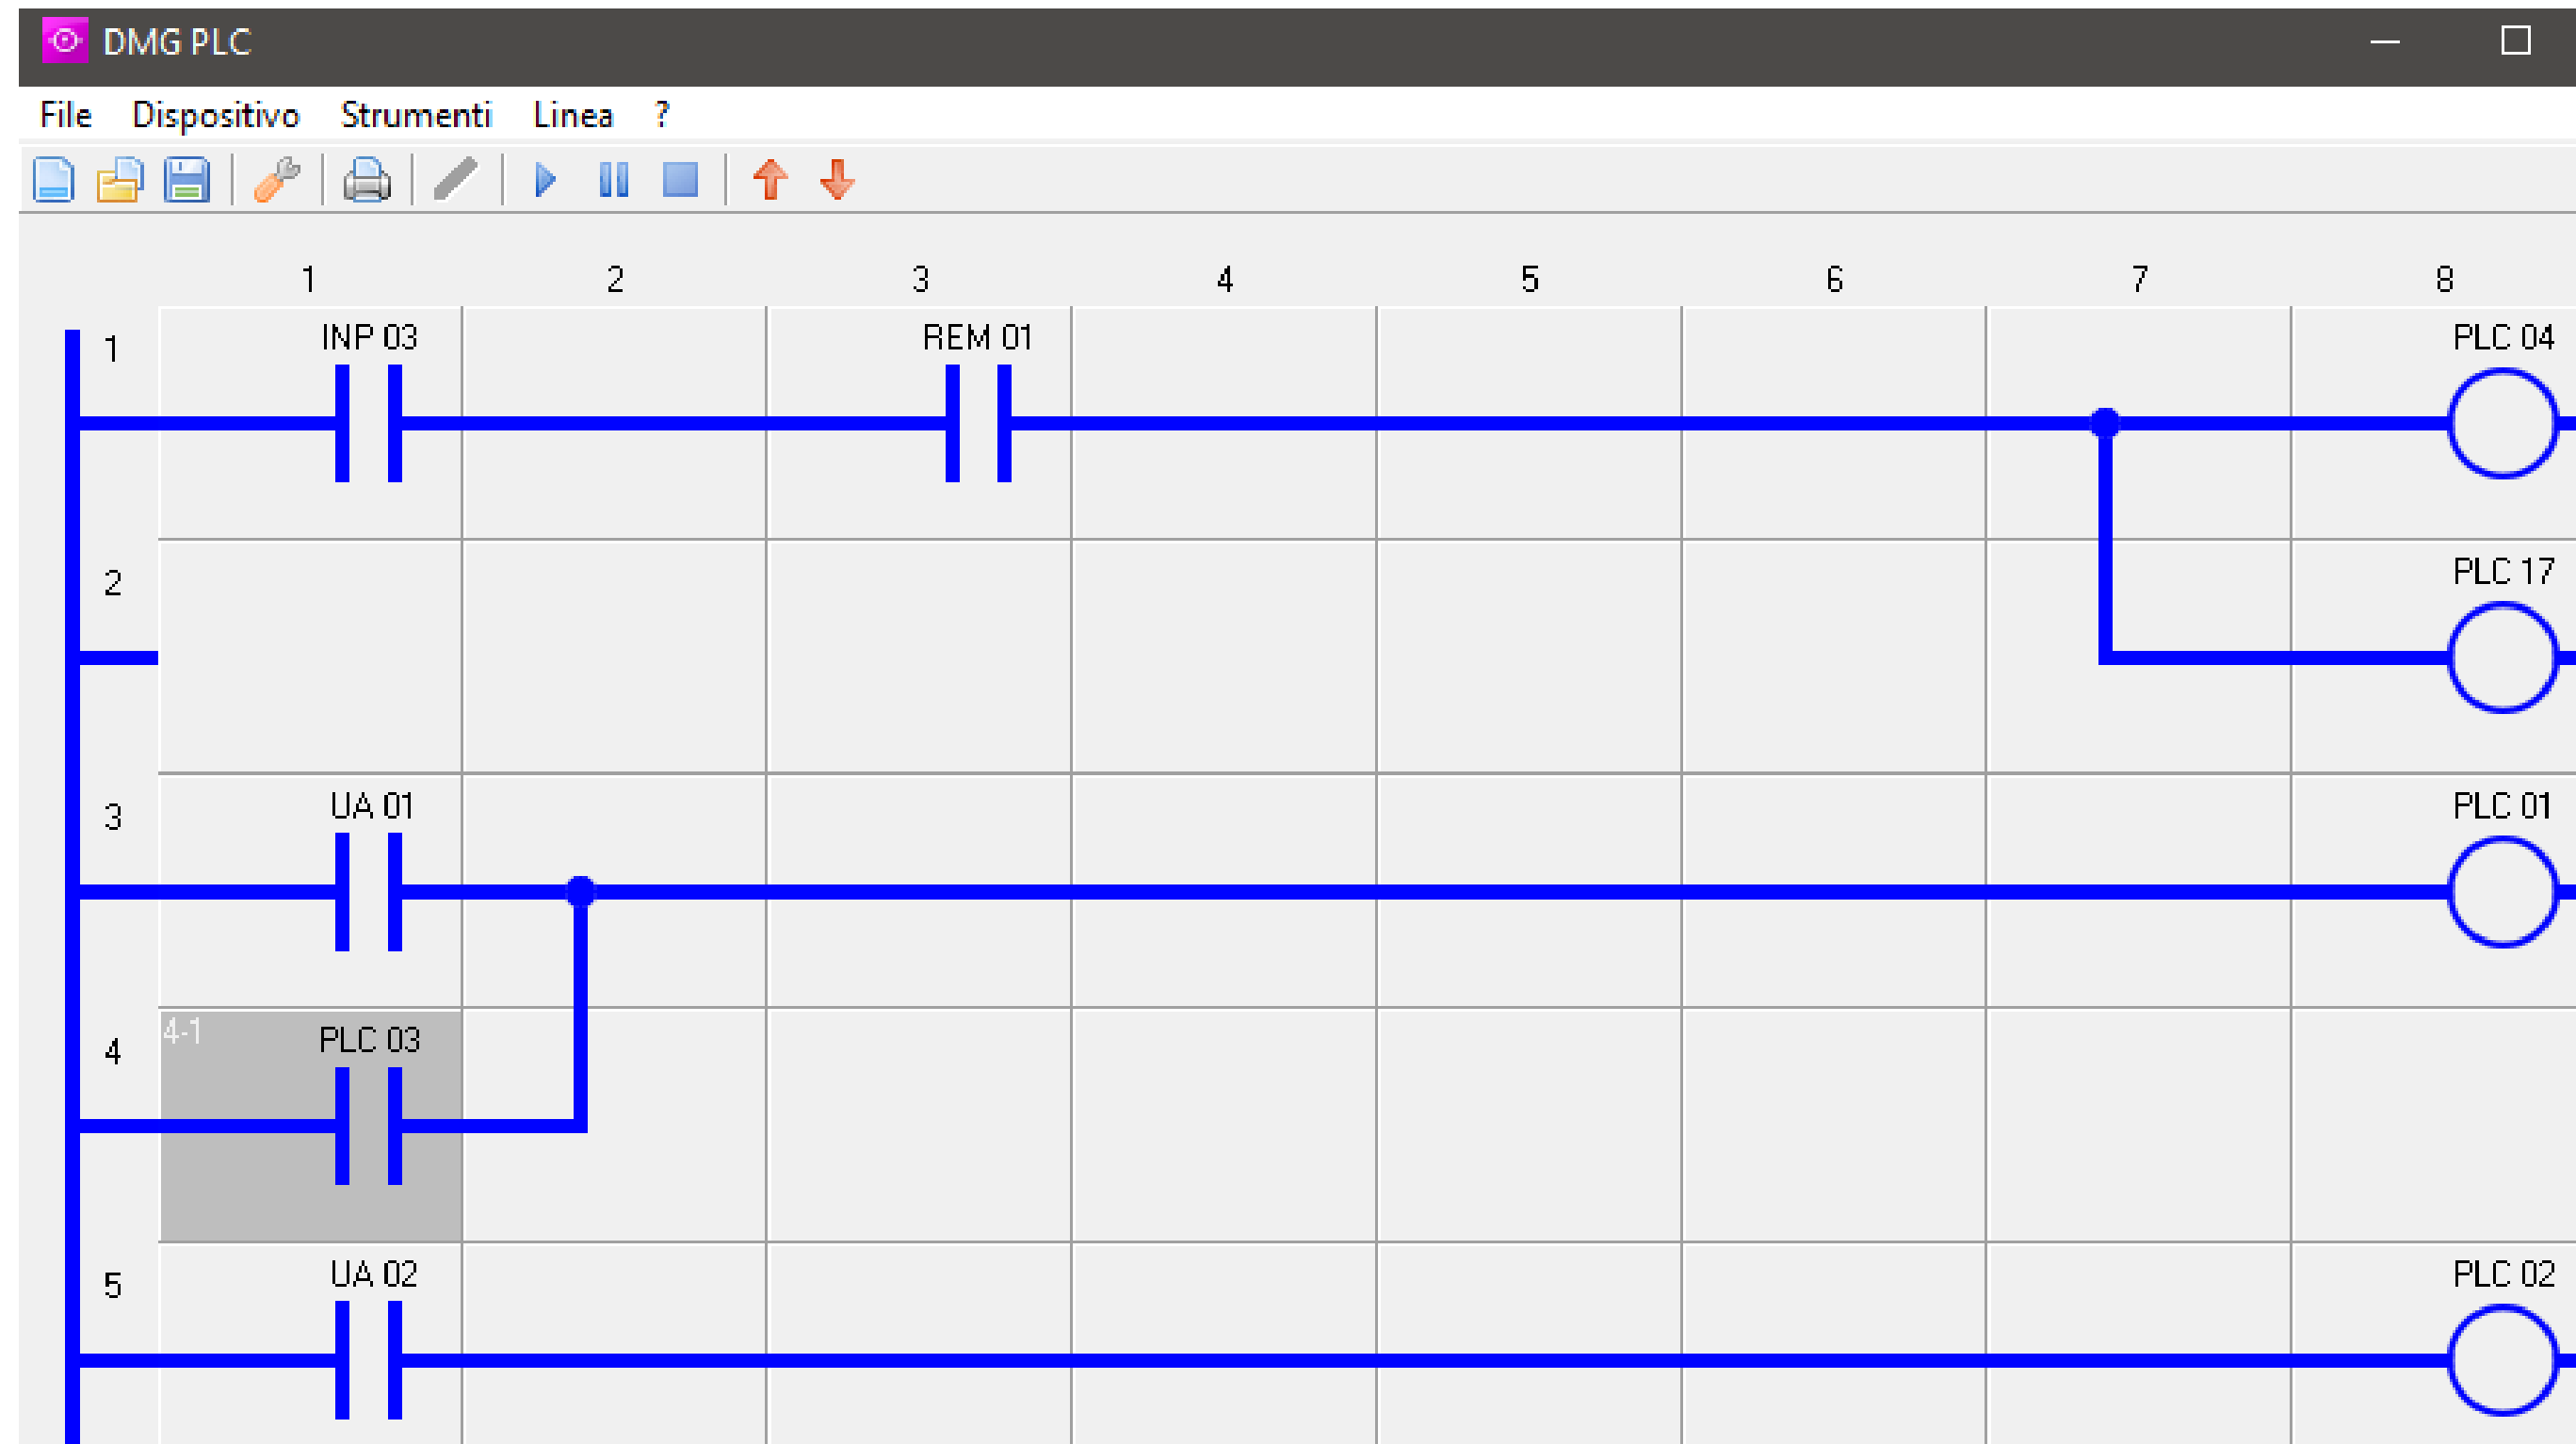 DMG PLC
File Dispositivo Strumenti Linea ?
1 2 3 4 5 6 7 8
1 INP 03 REM 01 PLC 04
2 PLC 17
3 UA 01 PLC 01
4 4-1 PLC 03
5 UA 02 PLC 02